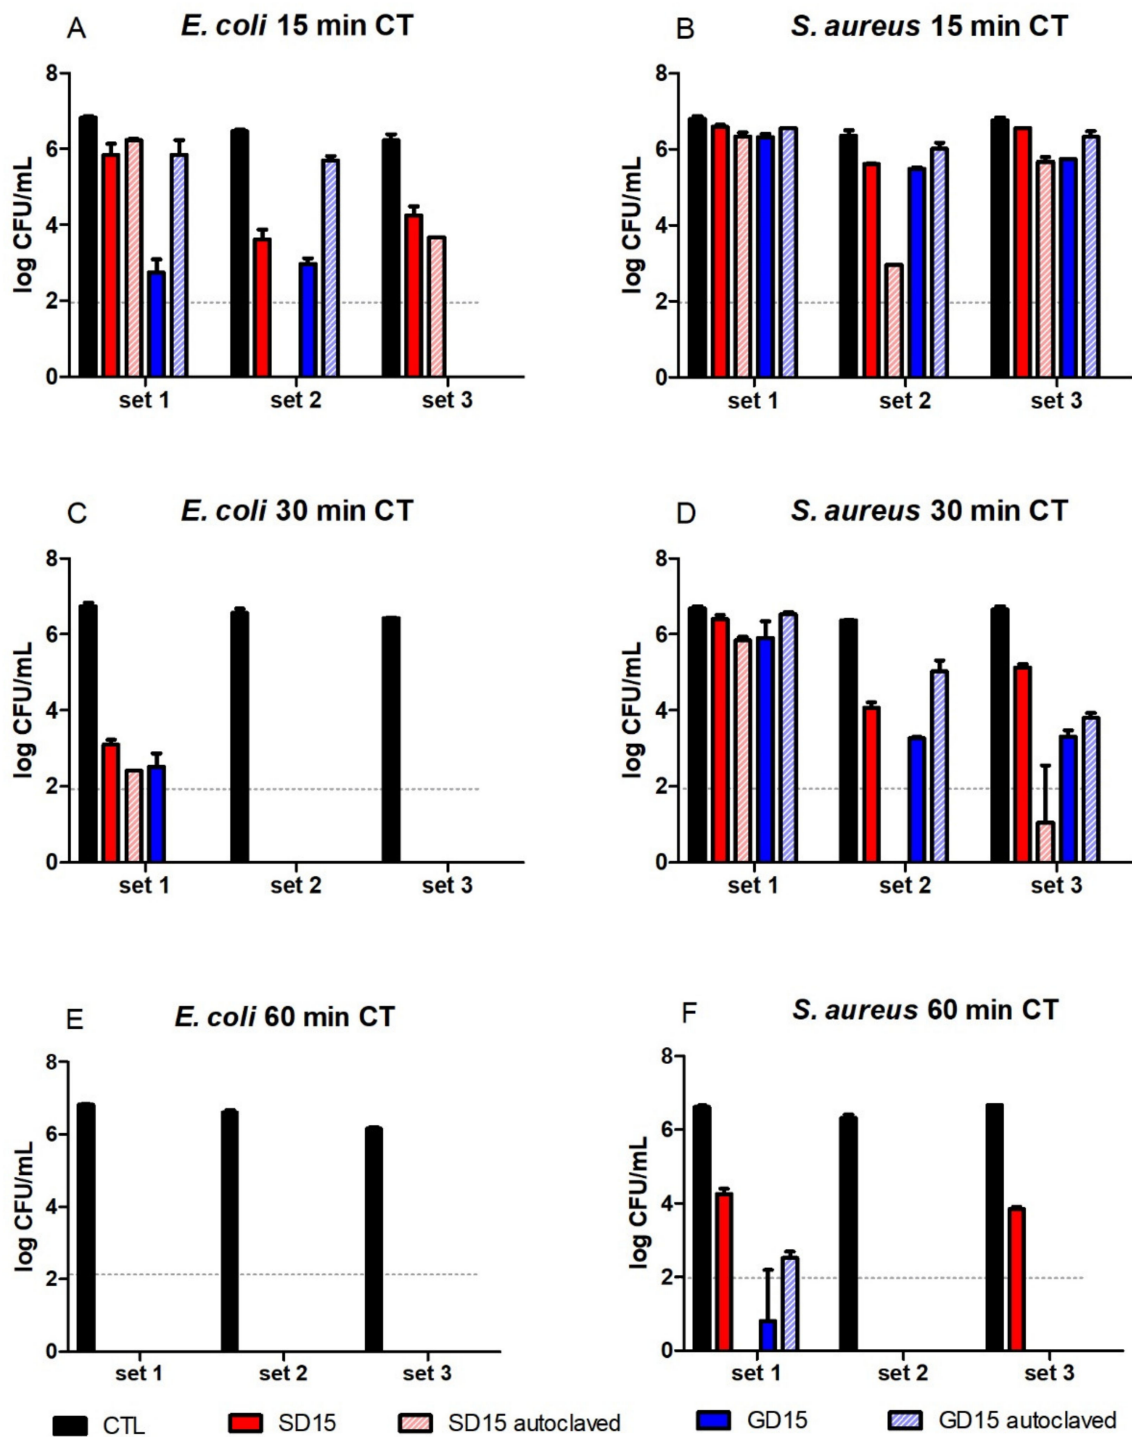 A
E. coli 15 min CT
log CFU/mL
8
6
4
2
0
set 1
set 2
set 3
B
S. aureus 15 min CT
log CFU/mL
8
6
4
2
0
set 1
set 2
set 3
C
E. coli 30 min CT
log CFU/mL
8
6
4
2
0
set 1
set 2
set 3
D
S. aureus 30 min CT
log CFU/mL
8
6
4
2
0
set 1
set 2
set 3
E
E. coli 60 min CT
log CFU/mL
8
6
4
2
0
set 1
set 2
set 3
F
S. aureus 60 min CT
log CFU/mL
8
6
4
2
0
set 1
set 2
set 3
CTL
SD15
SD15 autoclaved
GD15
GD15 autoclaved